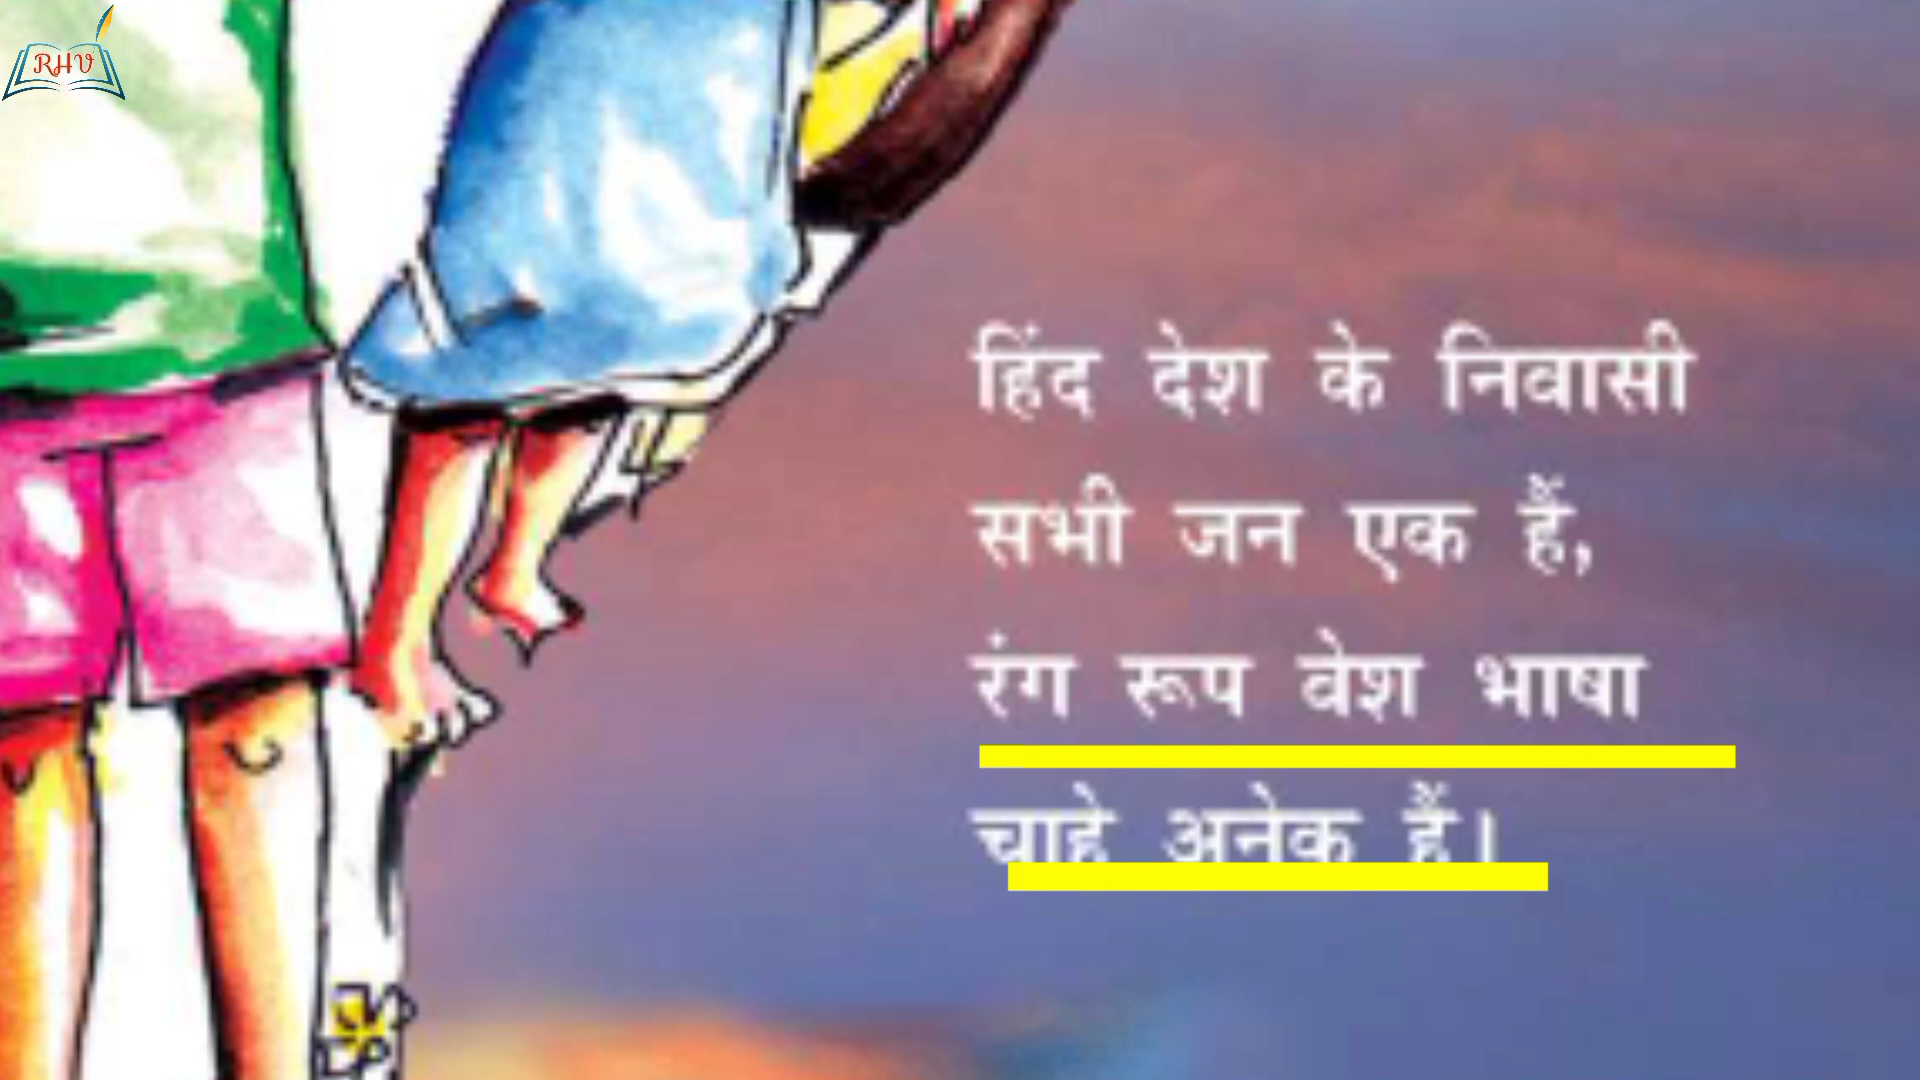 RHV
हिंद देश के निवासी
सभी जन एक हैं,
रंग रूप वेश भाषा
चाहे अनेक हैं।